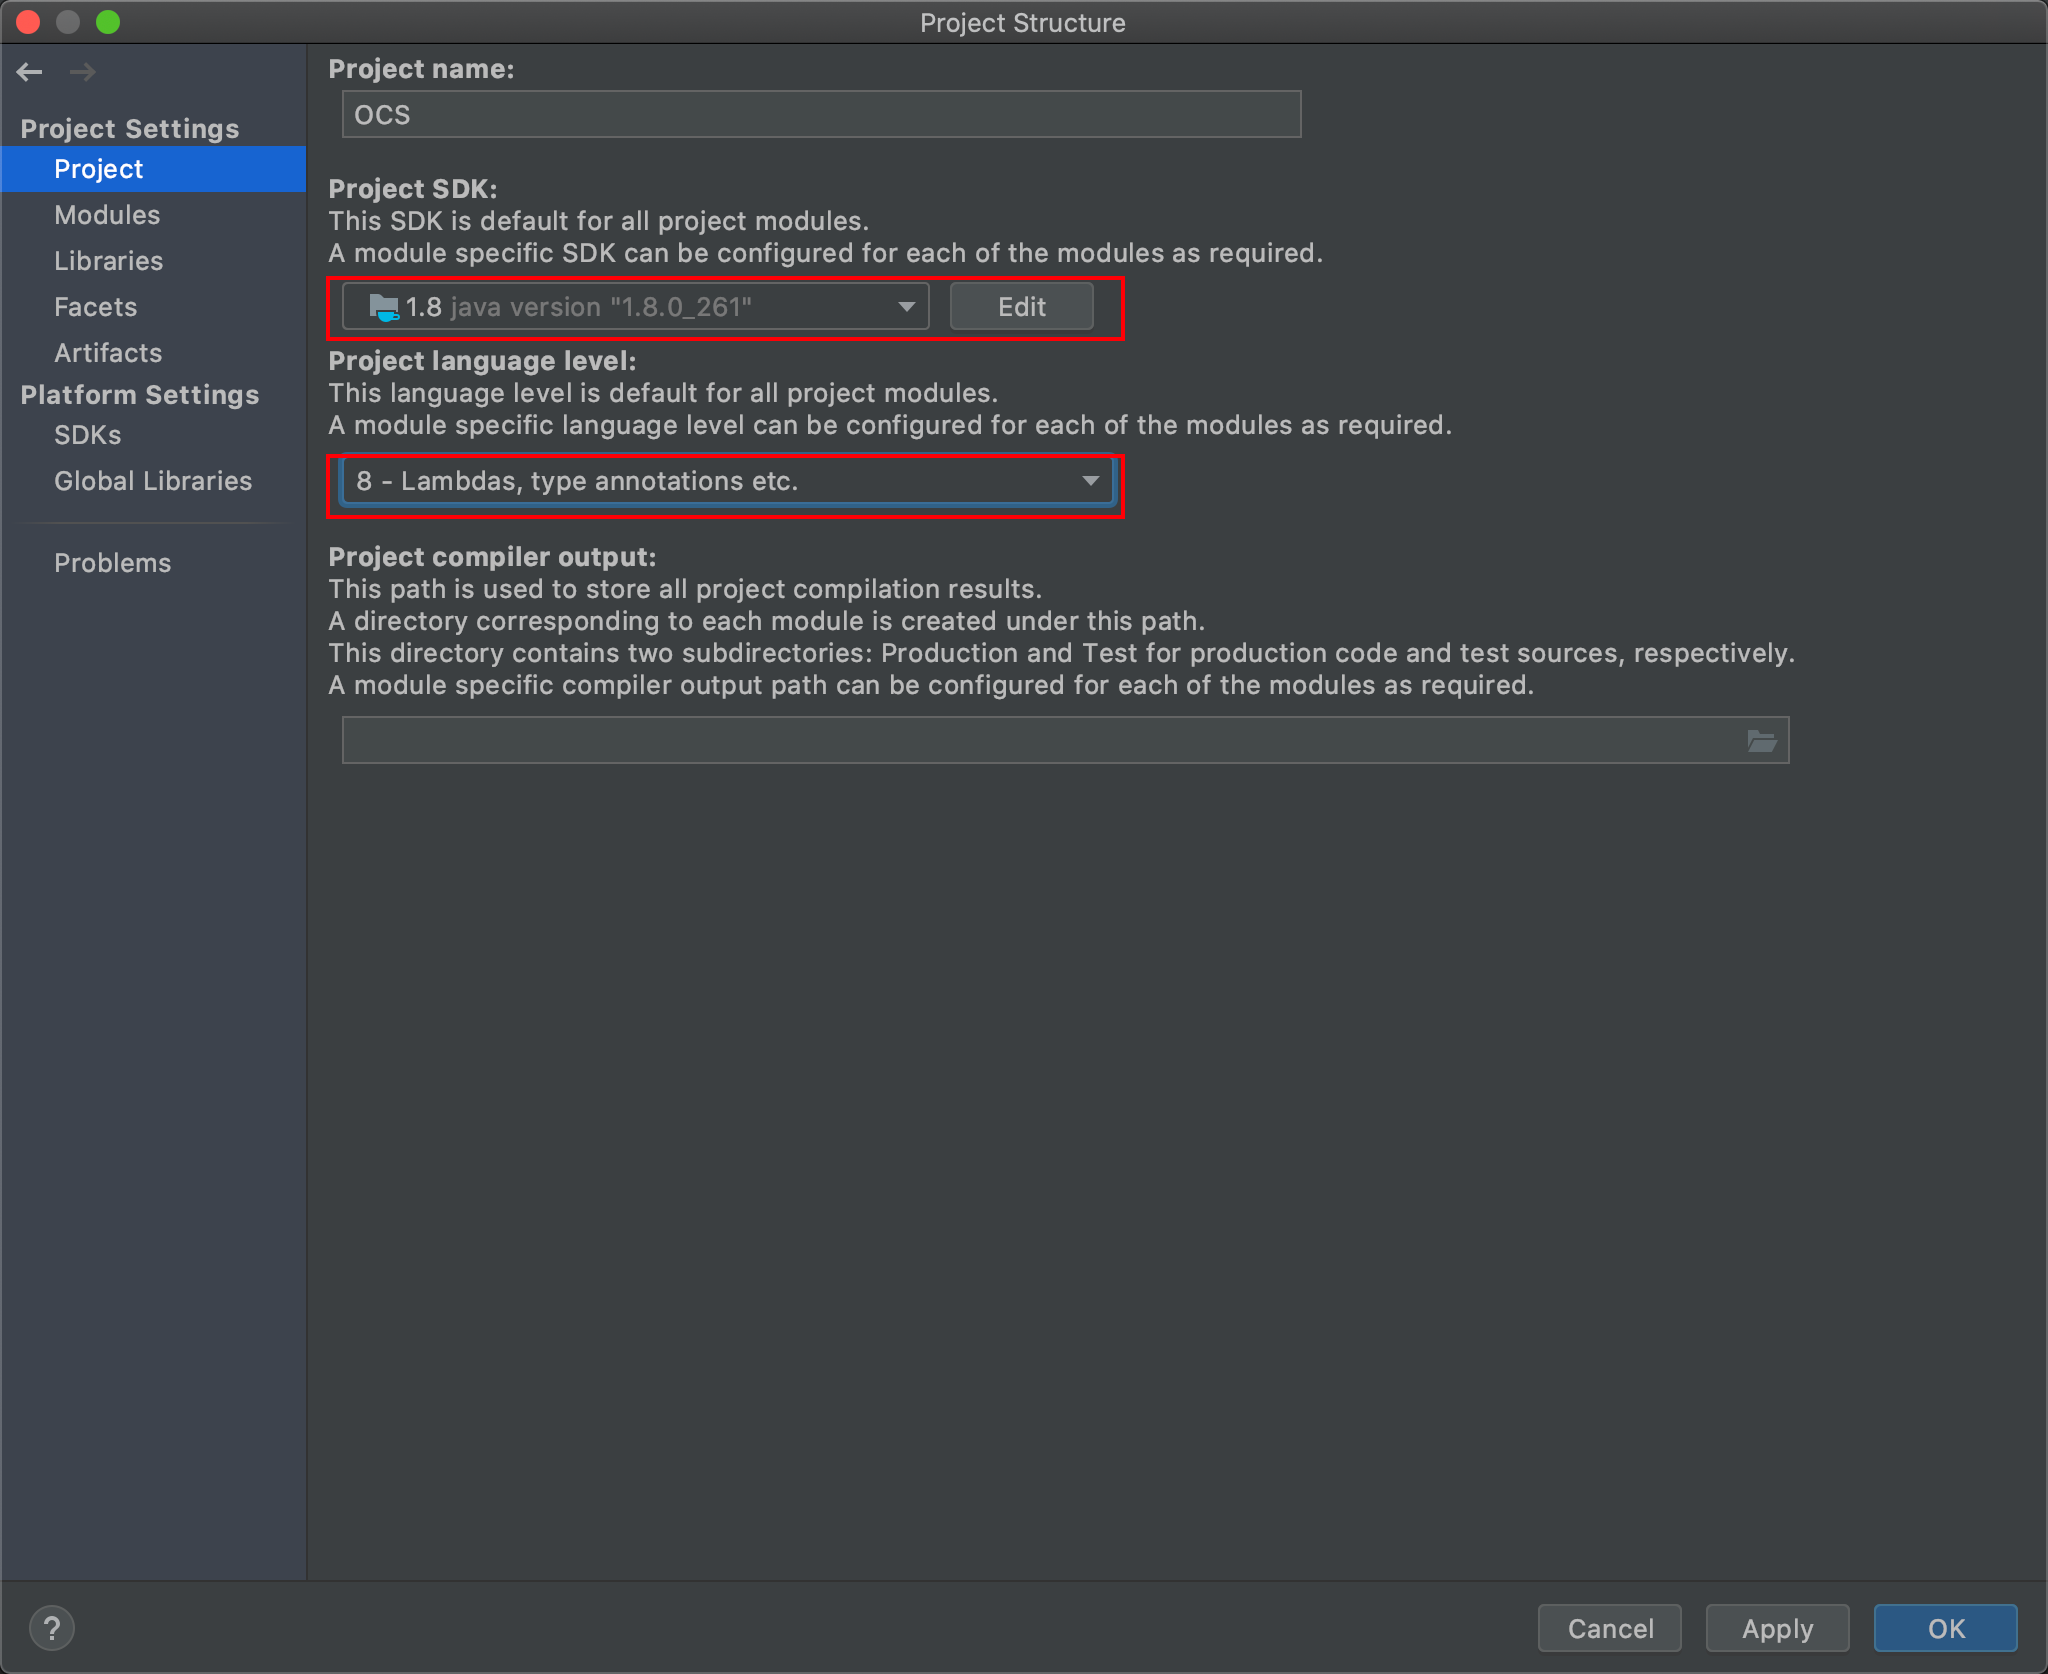 Project Structure
Project Settings
Project
Modules
Libraries
Facets
Artifacts
Platform Settings
SDKs
Global Libraries
Problems
Project name:
OCS
Project SDK:
This SDK is default for all project modules.
A module specific SDK can be configured for each of the modules as required.
1.8 java version "1.8.0_261"
Edit
Project language level:
This language level is default for all project modules.
A module specific language level can be configured for each of the modules as required.
8 - Lambdas, type annotations etc.
Project compiler output:
This path is used to store all project compilation results.
A directory corresponding to each module is created under this path.
This directory contains two subdirectories: Production and Test for production code and test sources, respectively.
A module specific compiler output path can be configured for each of the modules as required.
?
Cancel
Apply
OK